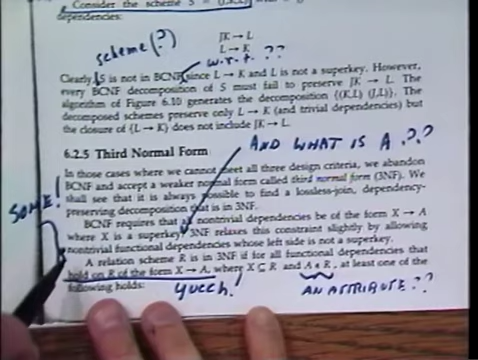 Consider the scheme S =
dependencies:
scheme(?)
JK → L
L → K
w.r.t. ??
Clearly S is not in BCNF since L → K and L is not a superkey. However,
every BCNF decomposition of S must fail to preserve JK → L. The
algorithm of Figure 6.10 generates the decomposition {(K,L) (J,L)}. The
decomposed schemes preserve only L → K (and trivial dependencies) but
the closure of {L → K} does not include JK → L.
AND WHAT IS A ??
6.2.5 Third Normal Form
In those cases where we cannot meet all three design criteria, we abandon
BCNF and accept a weaker normal form called third normal form (3NF). We
shall see that it is always possible to find a lossless-join, dependency-
preserving decomposition that is in 3NF.
SOME!
BCNF requires that all nontrivial dependencies be of the form X → A
where X is a superkey. 3NF relaxes this constraint slightly by allowing
nontrivial functional dependencies whose left side is not a superkey.
A relation scheme R is in 3NF if for all functional dependencies that
hold on R of the form X → A, where X ⊆ R and A ∈ R, at least one of the
following holds:
YUCCH!
AN ATTRIBUTE??